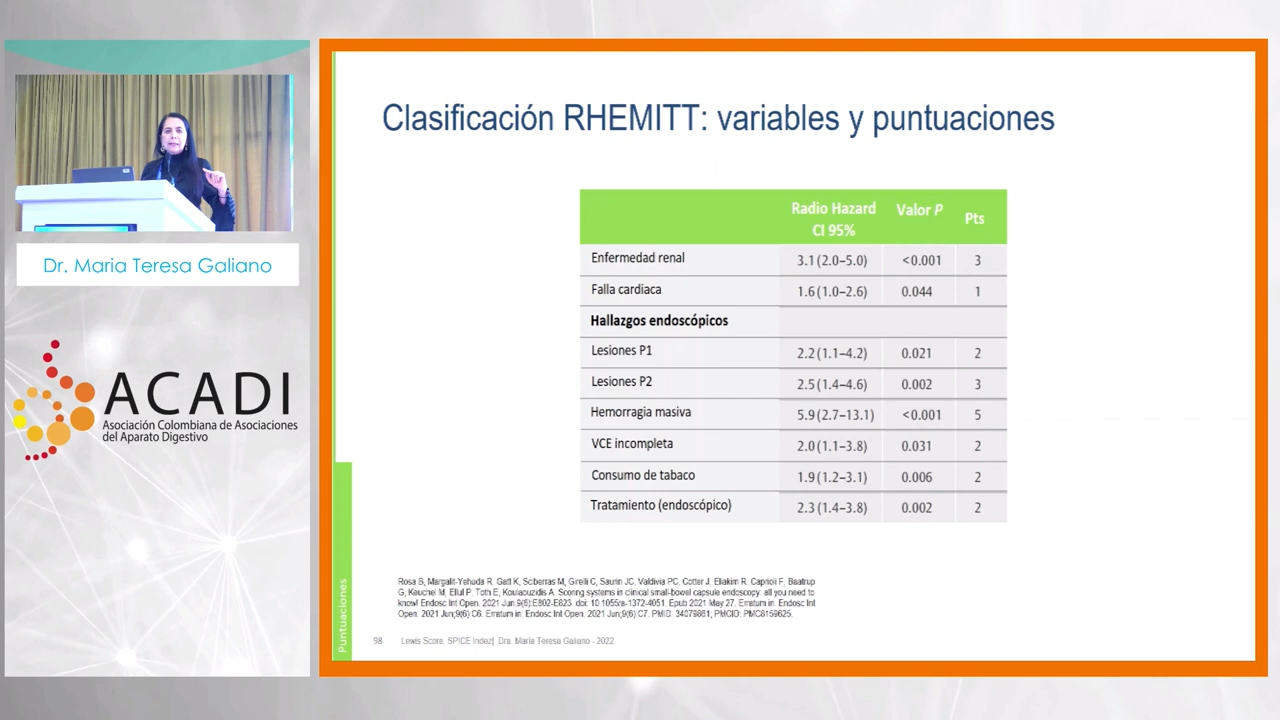 Clasificación RHEMITT: variables y puntuaciones
Radio Hazard CI 95% Valor P Pts
Enfermedad renal 3.1 (2.0–5.0) <0.001 3
Falla cardiaca 1.6 (1.0–2.6) 0.044 1
Hallazgos endoscópicos
Lesiones P1 2.2 (1.1–4.2) 0.021 2
Lesiones P2 2.5 (1.4–4.6) 0.002 3
Hemorragia masiva 5.9 (2.7–13.1) <0.001 5
VCE incompleta 2.0 (1.1–3.8) 0.031 2
Consumo de tabaco 1.9 (1.2–3.1) 0.006 2
Tratamiento (endoscópico) 2.3 (1.4–3.8) 0.002 2
Rosa B, Margalit-Yehuda R, Gatt K, Sciberras M, Girelli C, Saurin JC, Valdivia PC, Cotter J, Eliakim R, Caprioli F, Baatrup
G, Keuchel M, Ellul P, Toth E, Koulaouzidis A. Scoring systems in clinical small-bowel capsule endoscopy: all you need to
know! Endosc Int Open. 2021 Jun;9(6):E802-E823. doi: 10.1055/a-1372-4051. Epub 2021 May 27. Erratum in: Endosc Int
Open. 2021 Jun;9(6):C6. Erratum in: Endosc Int Open. 2021 Jun;9(6):C7. PMID: 34079861; PMCID: PMC8159625.
98 Lewis Score, SPICE Indez| Dra. Maria Teresa Galiano - 2022
Puntuaciones
Dr. Maria Teresa Galiano
ACADI
Asociación Colombiana de Asociaciones
del Aparato Digestivo